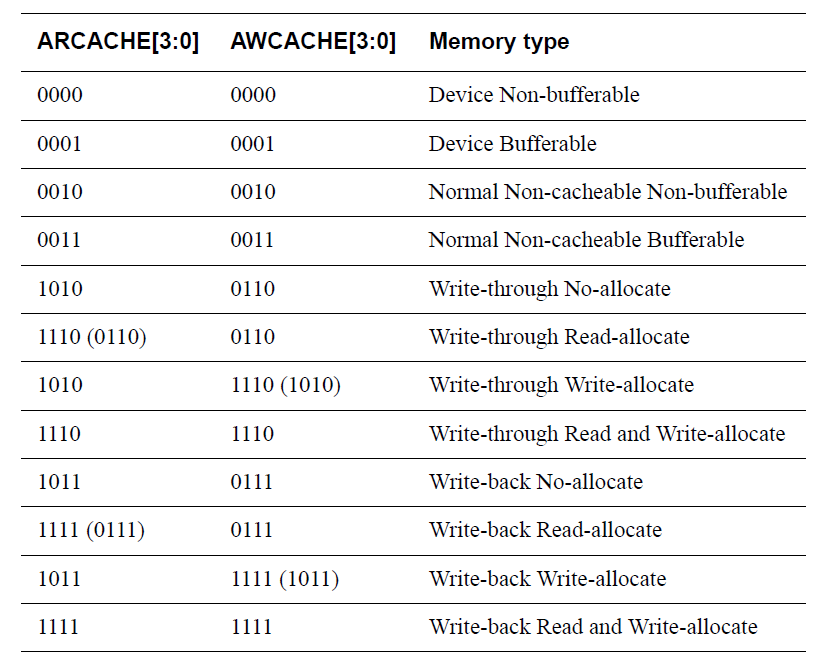 ARCACHE[3:0] AWCACHE[3:0] Memory type
0000 0000 Device Non-bufferable
0001 0001 Device Bufferable
0010 0010 Normal Non-cacheable Non-bufferable
0011 0011 Normal Non-cacheable Bufferable
1010 0110 Write-through No-allocate
1110 (0110) 0110 Write-through Read-allocate
1010 1110 (1010) Write-through Write-allocate
1110 1110 Write-through Read and Write-allocate
1011 0111 Write-back No-allocate
1111 (0111) 0111 Write-back Read-allocate
1011 1111 (1011) Write-back Write-allocate
1111 1111 Write-back Read and Write-allocate